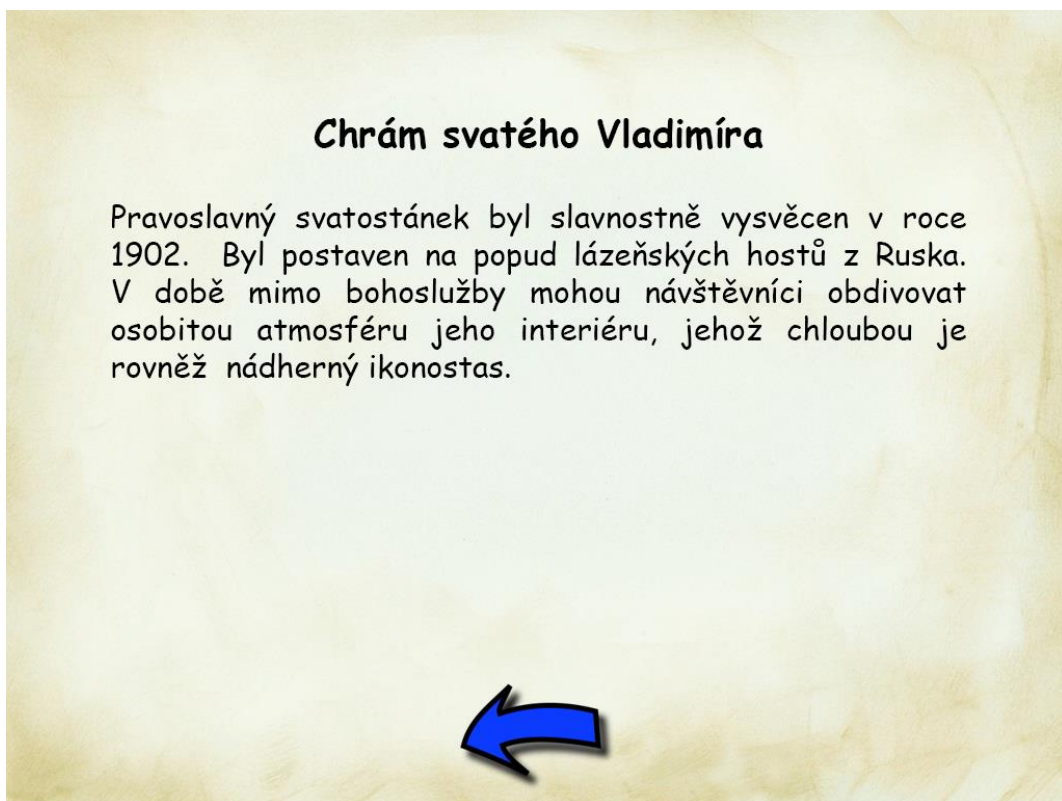 Chrám svatého Vladimíra
Pravoslavný svatostánek byl slavnostně vysvěcen v roce
1902.  Byl postaven na popud lázeňských hostů z Ruska.
V době mimo bohoslužby mohou návštěvníci obdivovat
osobitou atmosféru jeho interiéru, jehož chloubou je
rovněž  nádherný ikonostas.